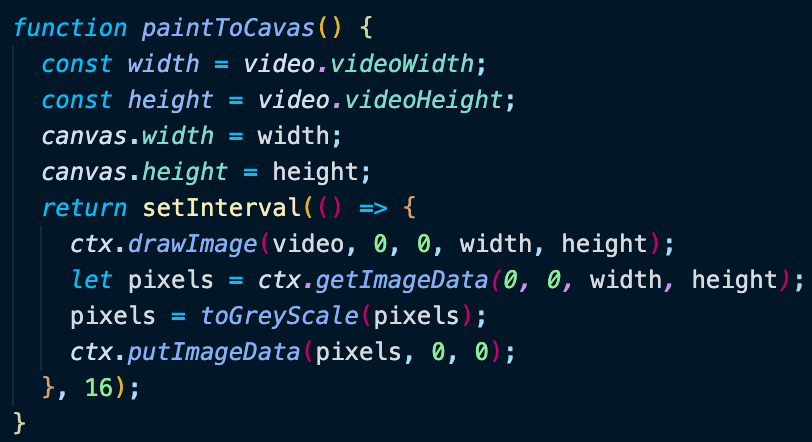 function paintToCavas() {
const width = video.videoWidth;
const height = video.videoHeight;
canvas.width = width;
canvas.height = height;
return setInterval(() => {
ctx.drawImage(video, 0, 0, width, height);
let pixels = ctx.getImageData(0, 0, width, height);
pixels = toGreyScale(pixels);
ctx.putImageData(pixels, 0, 0);
}, 16);
}